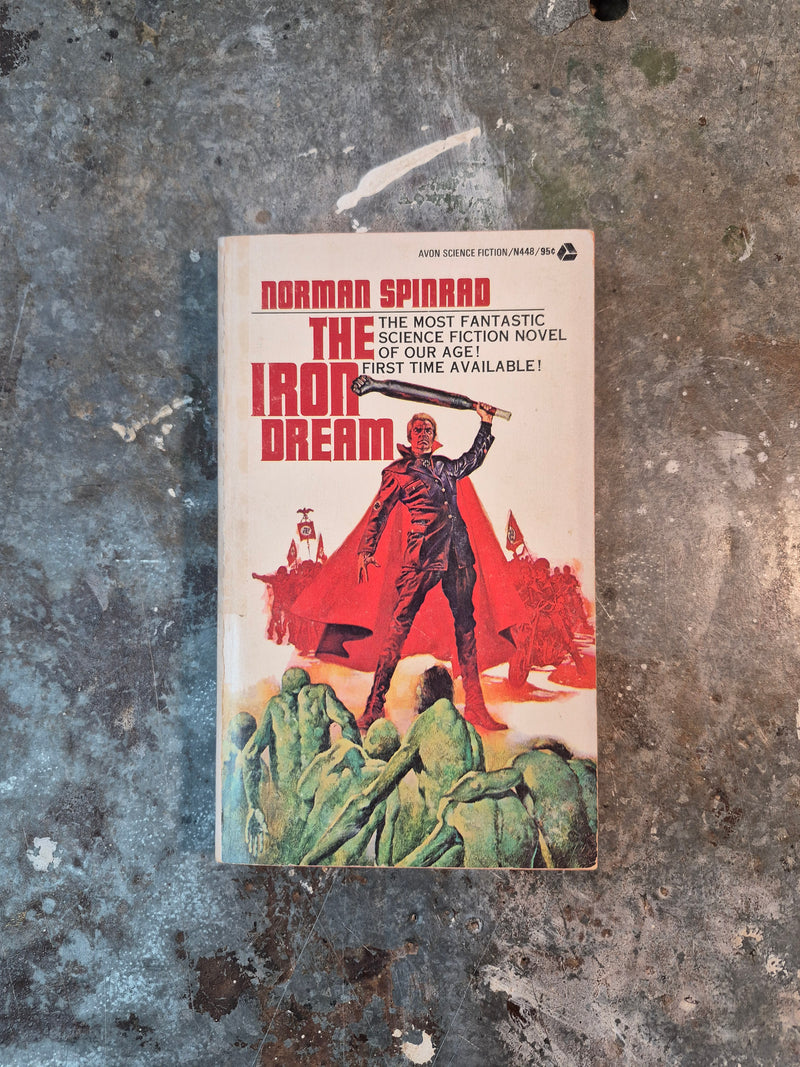 AVON SCIENCE FICTION/N448/95¢
NORMAN SPINRAD
THE
IRON
DREAM
THE MOST FANTASTIC
SCIENCE FICTION NOVEL
OF OUR AGE!
FIRST TIME AVAILABLE!